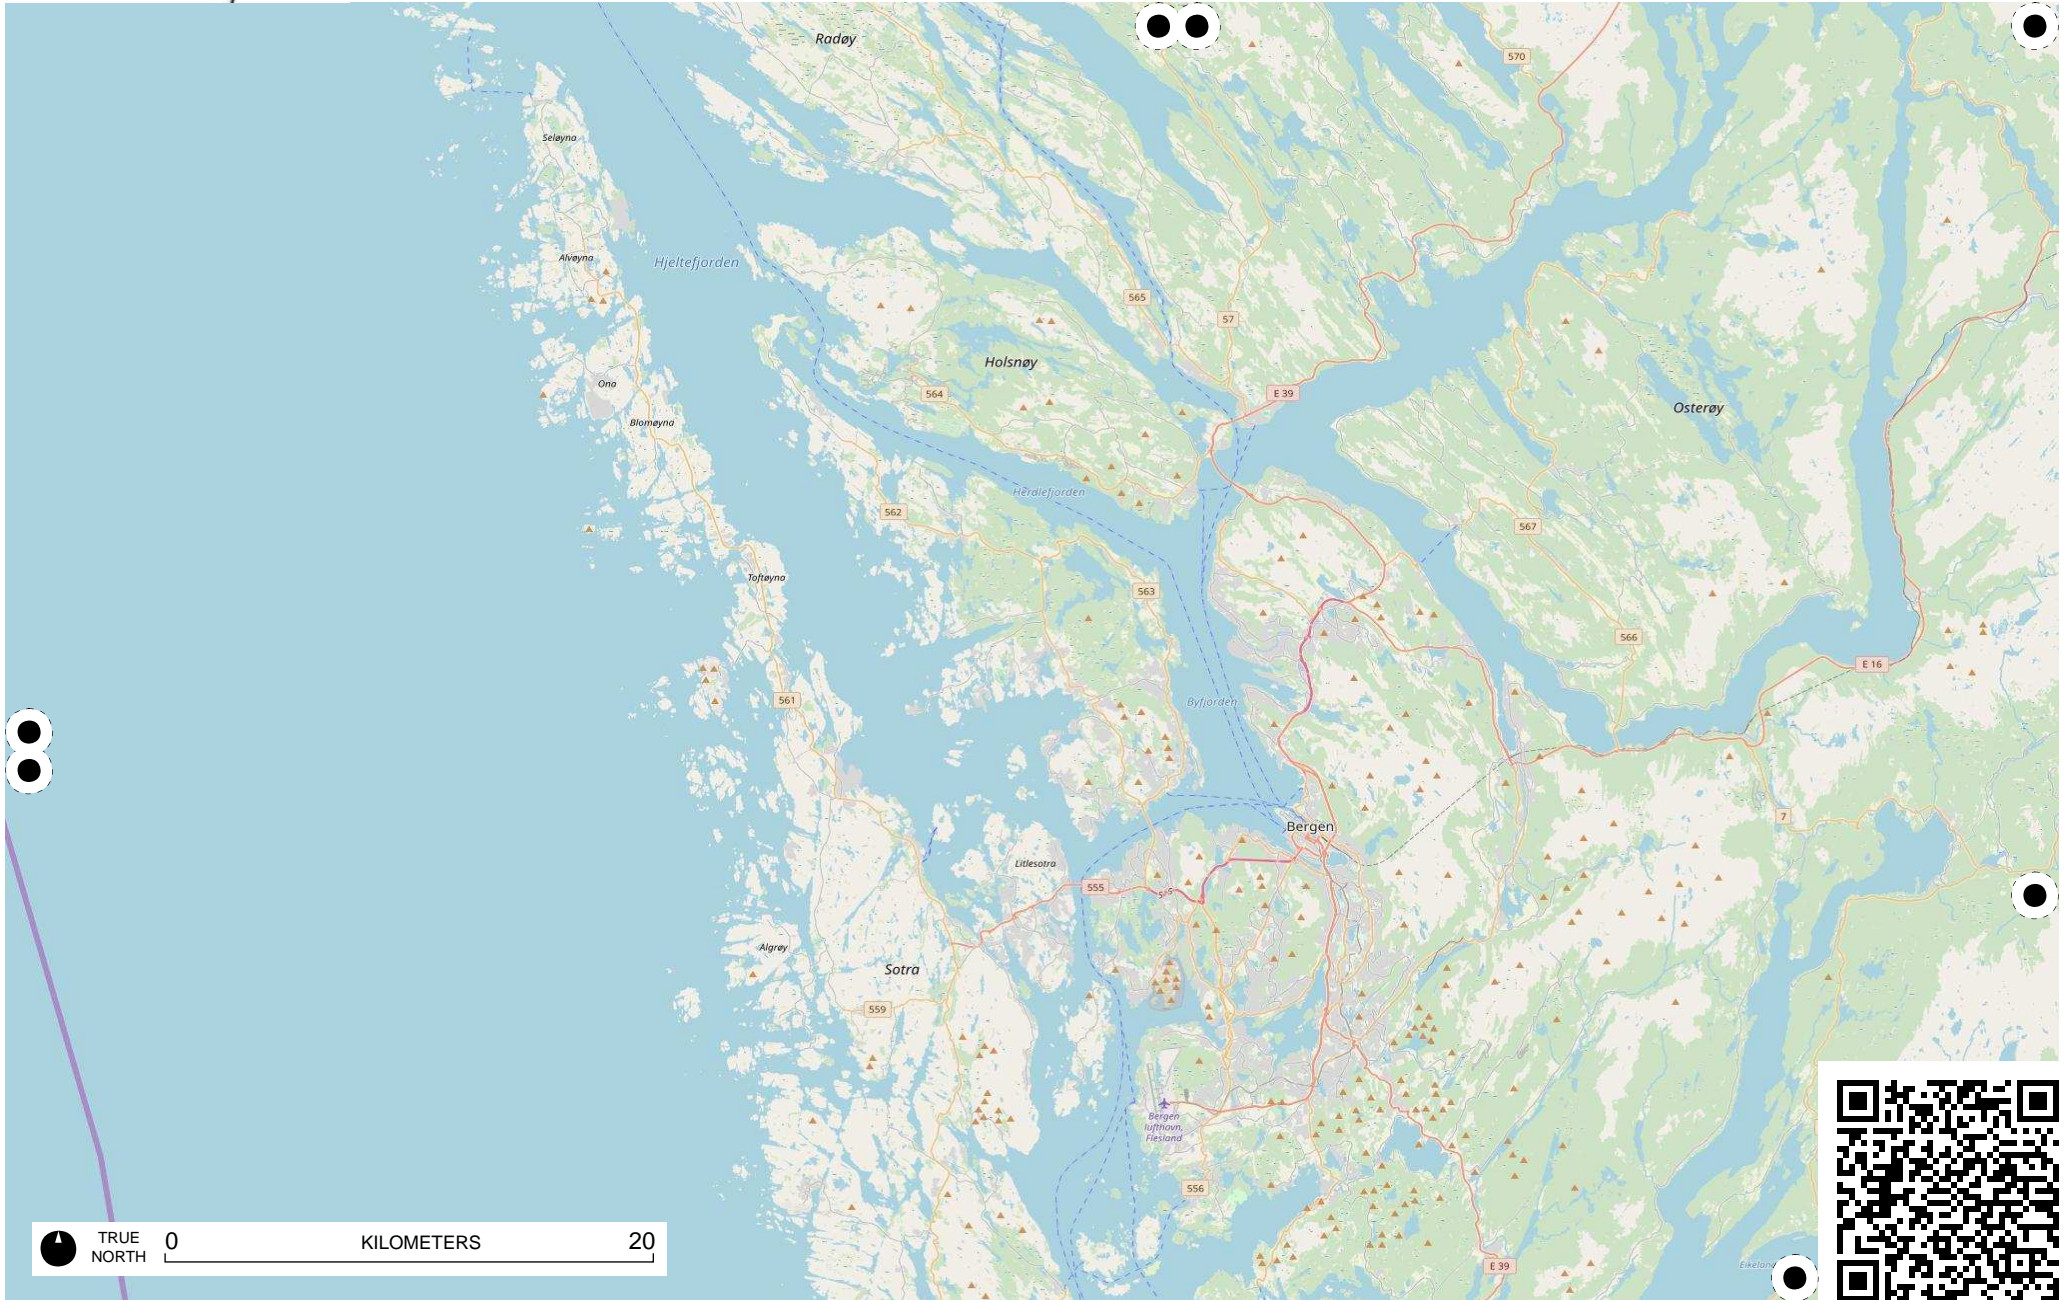 Radøy
570
Seløyna
Alvøyna
Hjeltefjorden
565
57
Holsnøy
Ona
564
E 39
Osterøy
Blomøyna
Herdlefjorden
562
567
Toftøyna
563
566
E 16
561
Byfjorden
Bergen
7
Litlesotra
555
Algrøy
Sotra
559
Bergen
lufthavn,
Flesland
556
E 39
TRUE
NORTH
0
KILOMETERS
20